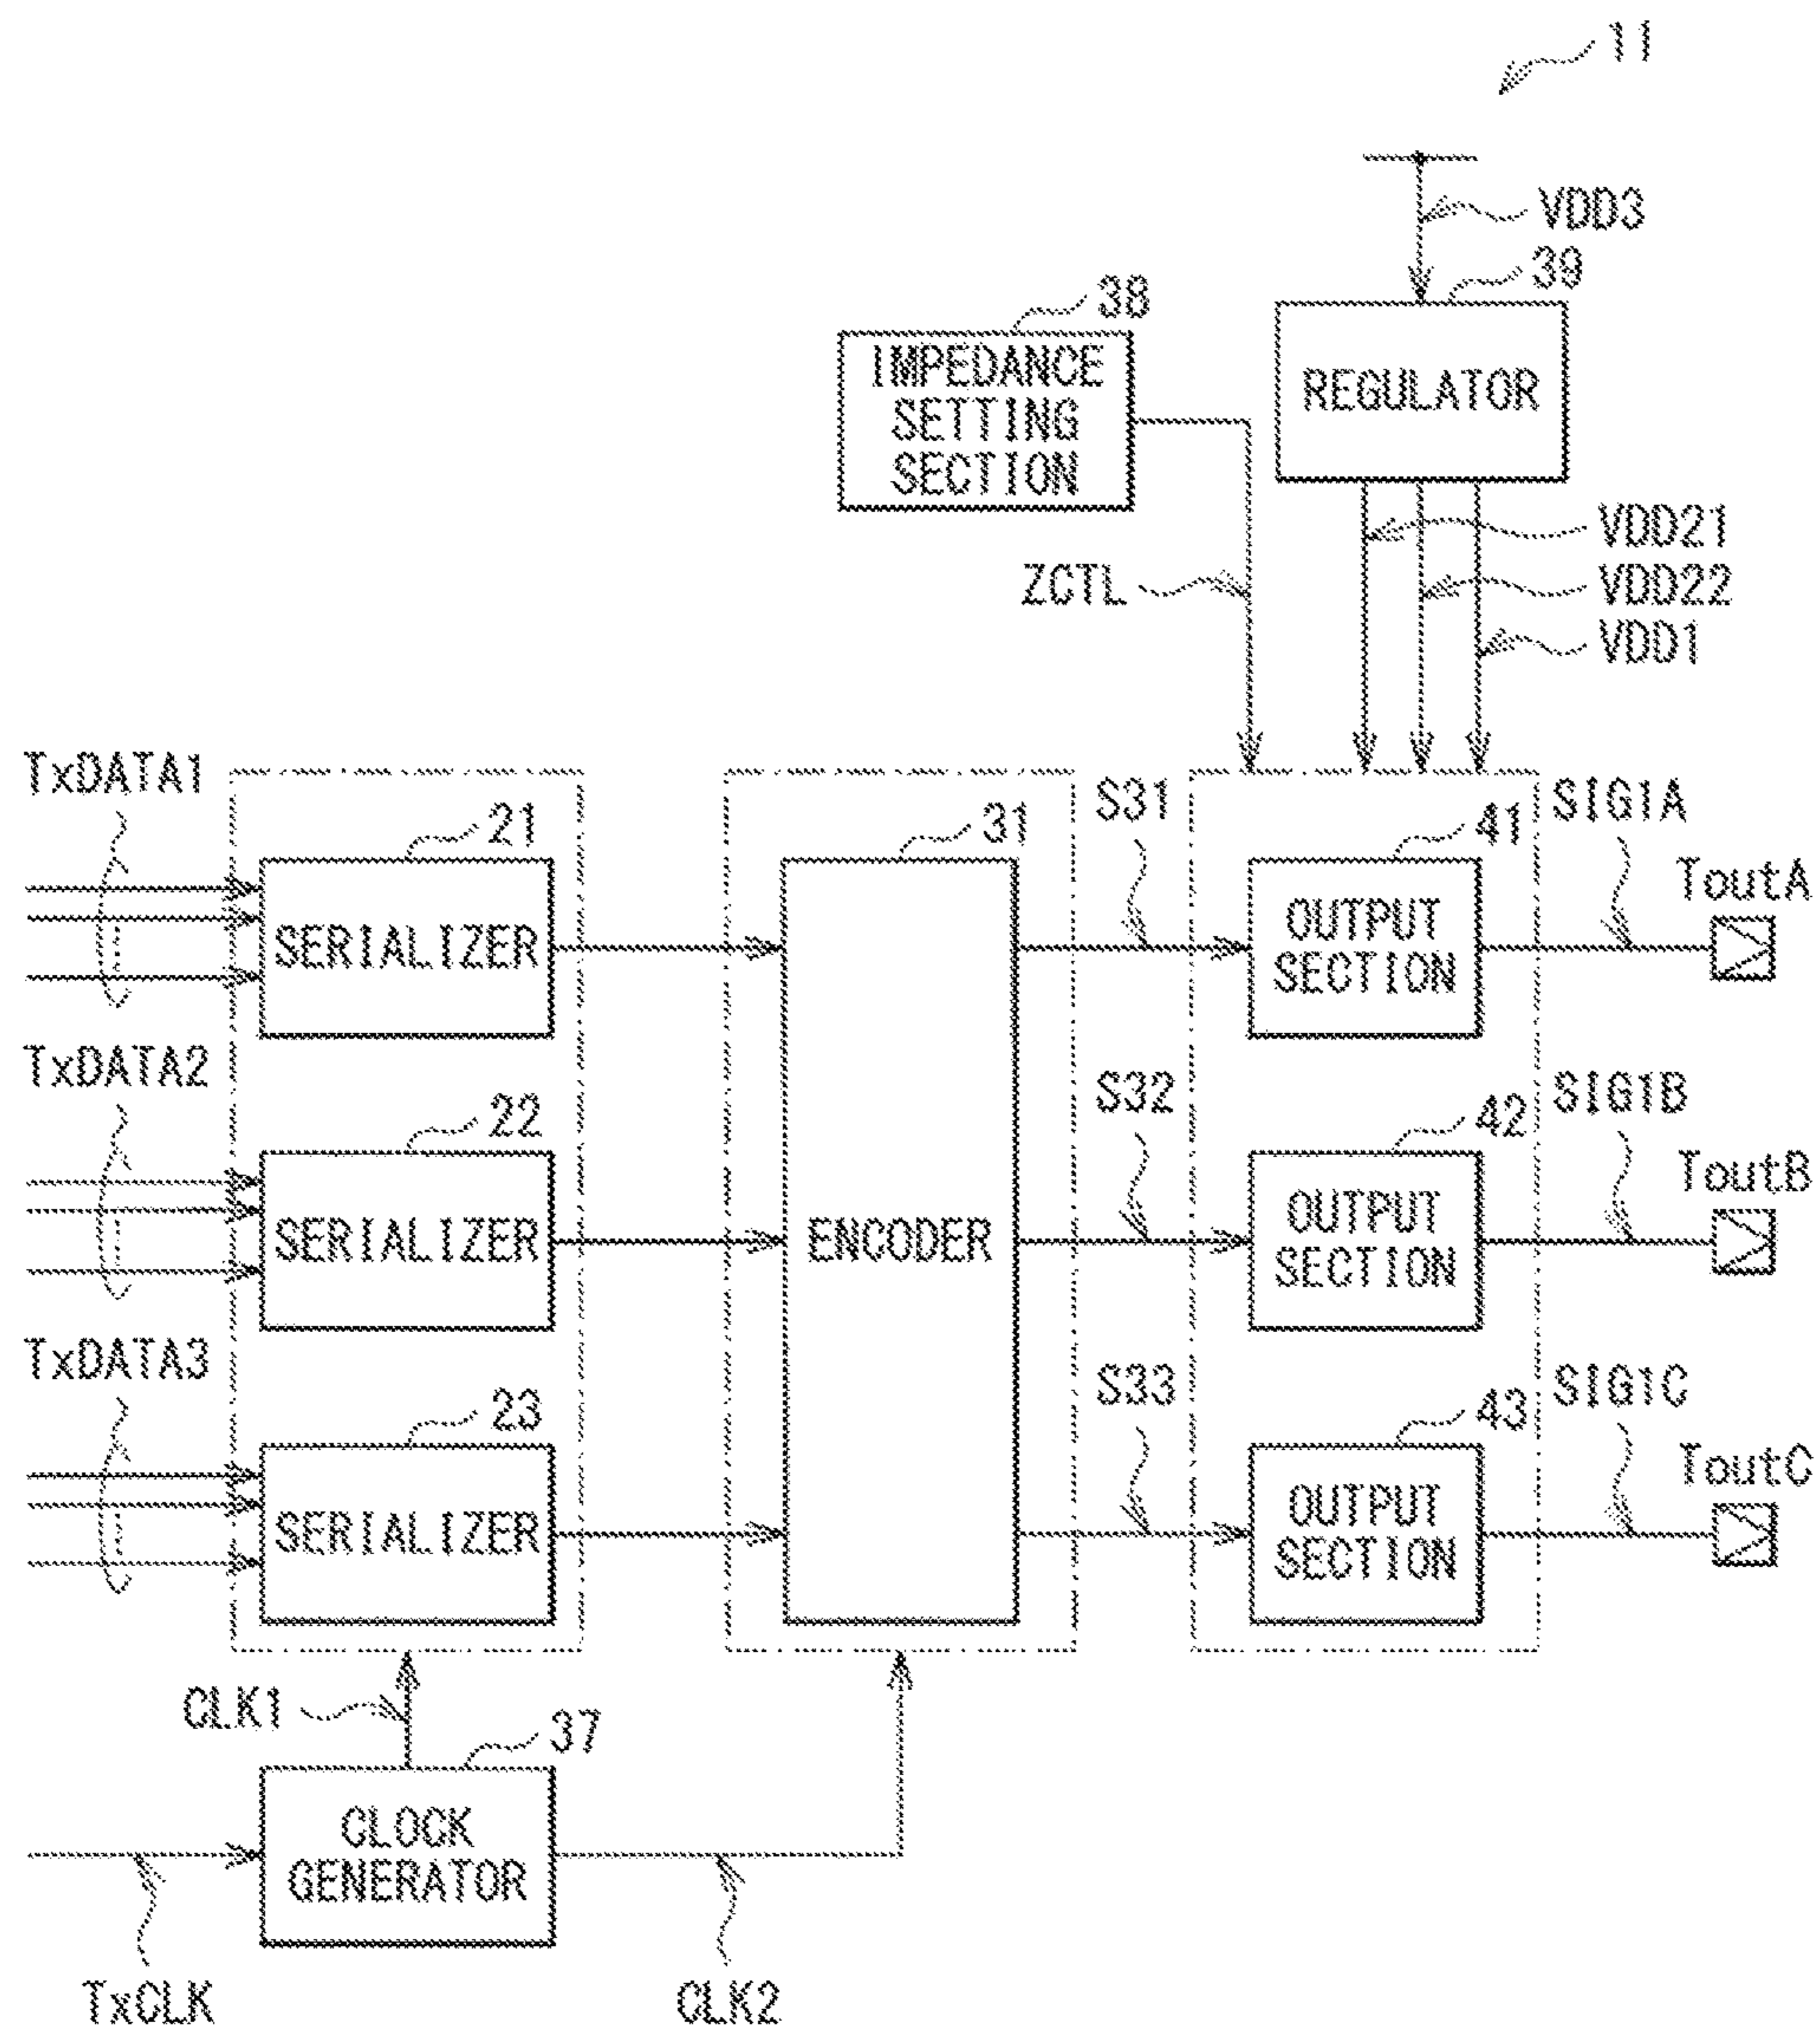 11
VDD3
39
REGULATOR
38
IMPEDANCE
SETTING
SECTION
VDD21
VDD22
VDD1
ZCTL
TxDATA1
21
SERIALIZER
31
ENCODER
S31
41
OUTPUT
SECTION
SIG1A
ToutA
TxDATA2
22
SERIALIZER
S32
42
OUTPUT
SECTION
SIG1B
ToutB
TxDATA3
23
SERIALIZER
S33
43
OUTPUT
SECTION
SIG1C
ToutC
CLK1
37
CLOCK
GENERATOR
TxCLK
CLK2